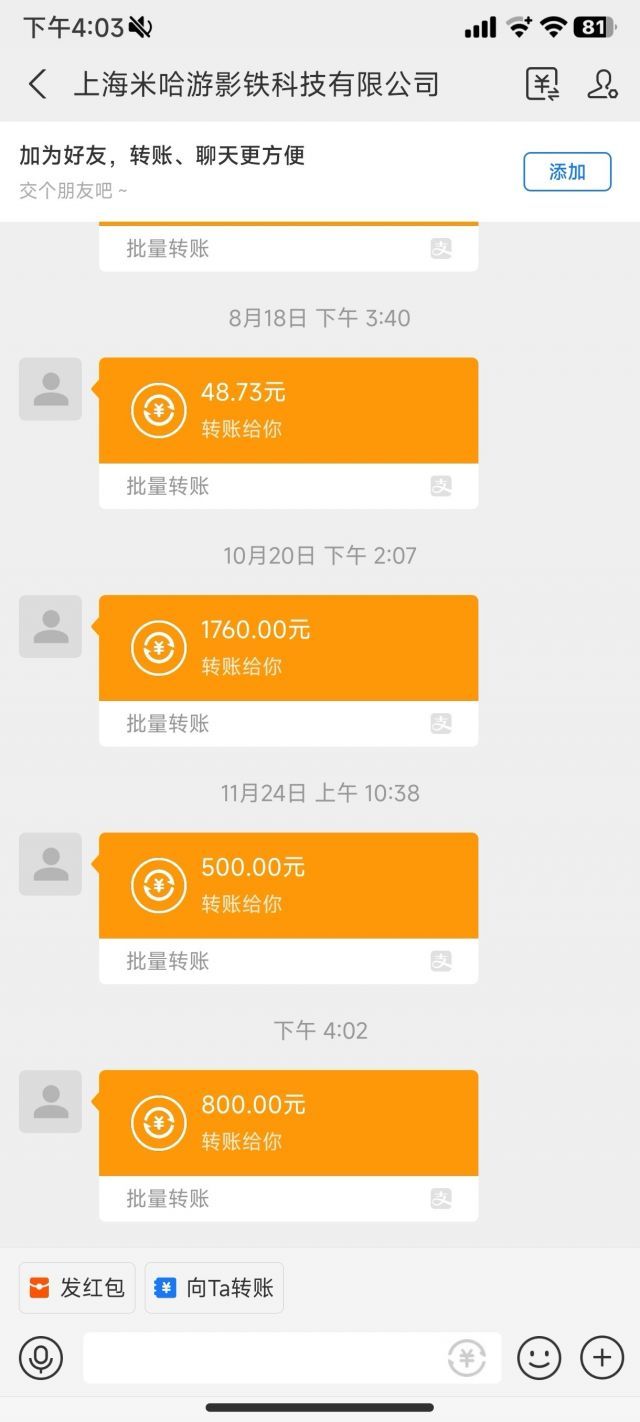 下午4:03
81
上海米哈游影铁科技有限公司
加为好友，转账、聊天更方便
交个朋友吧 ~
添加
批量转账
支
8月18日 下午 3:40
48.73元
转账给你
批量转账
支
10月20日 下午 2:07
1760.00元
转账给你
批量转账
支
11月24日 上午 10:38
500.00元
转账给你
批量转账
支
下午 4:02
800.00元
转账给你
批量转账
支
发红包
向Ta转账